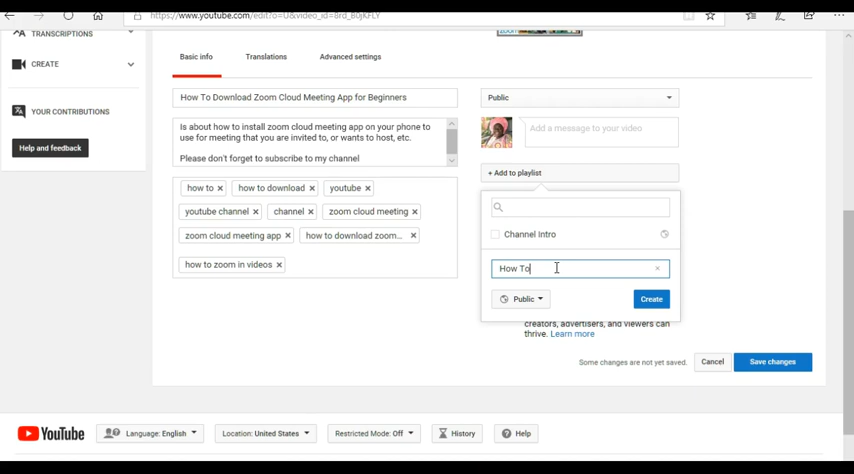 https://www.youtube.com/edit?o=U&video_id=8rd_B0jKFLY
TRANSCRIPTIONS
CREATE
YOUR CONTRIBUTIONS
Help and feedback
Basic info
Translations
Advanced settings
How To Download Zoom Cloud Meeting App for Beginners
Is about how to install zoom cloud meeting app on your phone to
use for meeting that you are invited to, or wants to host, etc.
Please don't forget to subscribe to my channel
how to
how to download
youtube
youtube channel
channel
zoom cloud meeting
zoom cloud meeting app
how to download zoom...
how to zoom in videos
Public
Add a message to your video
+ Add to playlist
Channel Intro
How To
Public
Create
creators, advertisers, and viewers can
thrive. Learn more
Some changes are not yet saved.
Cancel
Save changes
YouTube
Language: English
Location: United States
Restricted Mode: Off
History
Help